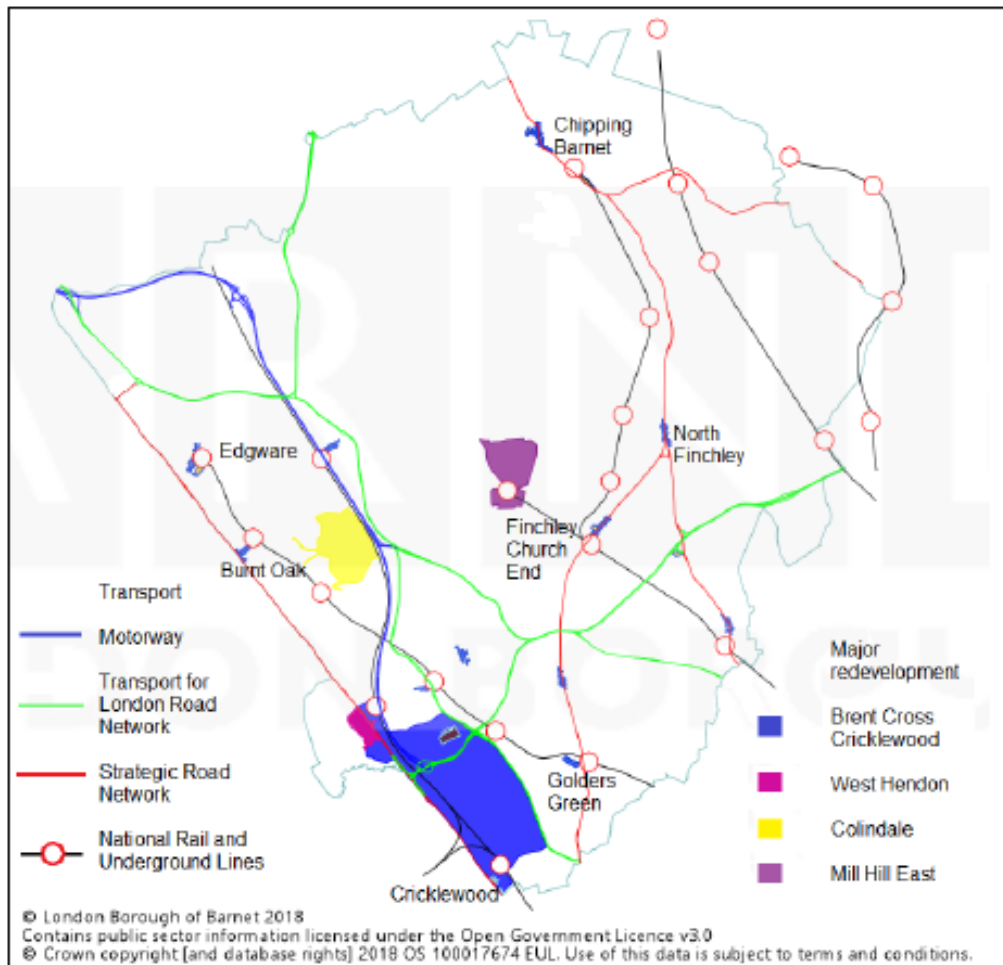 Chipping
Barnet
Edgware
North
Finchley
Finchley
Church
End
Burnt Oak
Golders
Green
Cricklewood
Transport
Motorway
Transport for
London Road
Network
Strategic Road
Network
National Rail and
Underground Lines
Major
redevelopment
Brent Cross
Cricklewood
West Hendon
Colindale
Mill Hill East
© London Borough of Barnet 2018
Contains public sector information licensed under the Open Government Licence v3.0
© Crown copyright [and database rights] 2018 OS 100017674 EUL. Use of this data is subject to terms and conditions.